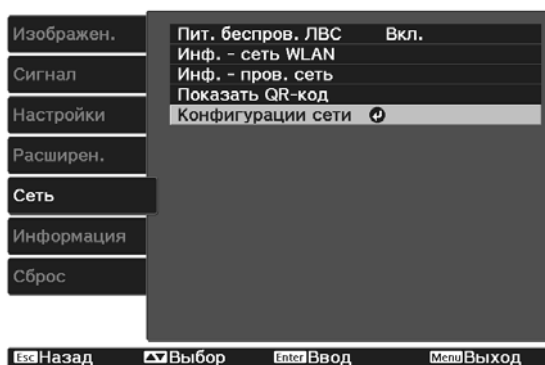 Изображен.
Сигнал
Настройки
Расширен.
Сеть
Информация
Сброс
Пит. беспров. ЛВС Вкл.
Инф. - сеть WLAN
Инф. - пров. сеть
Показать QR-код
Конфигурации сети
Esc Назад Выбор Enter Ввод Menu Выход